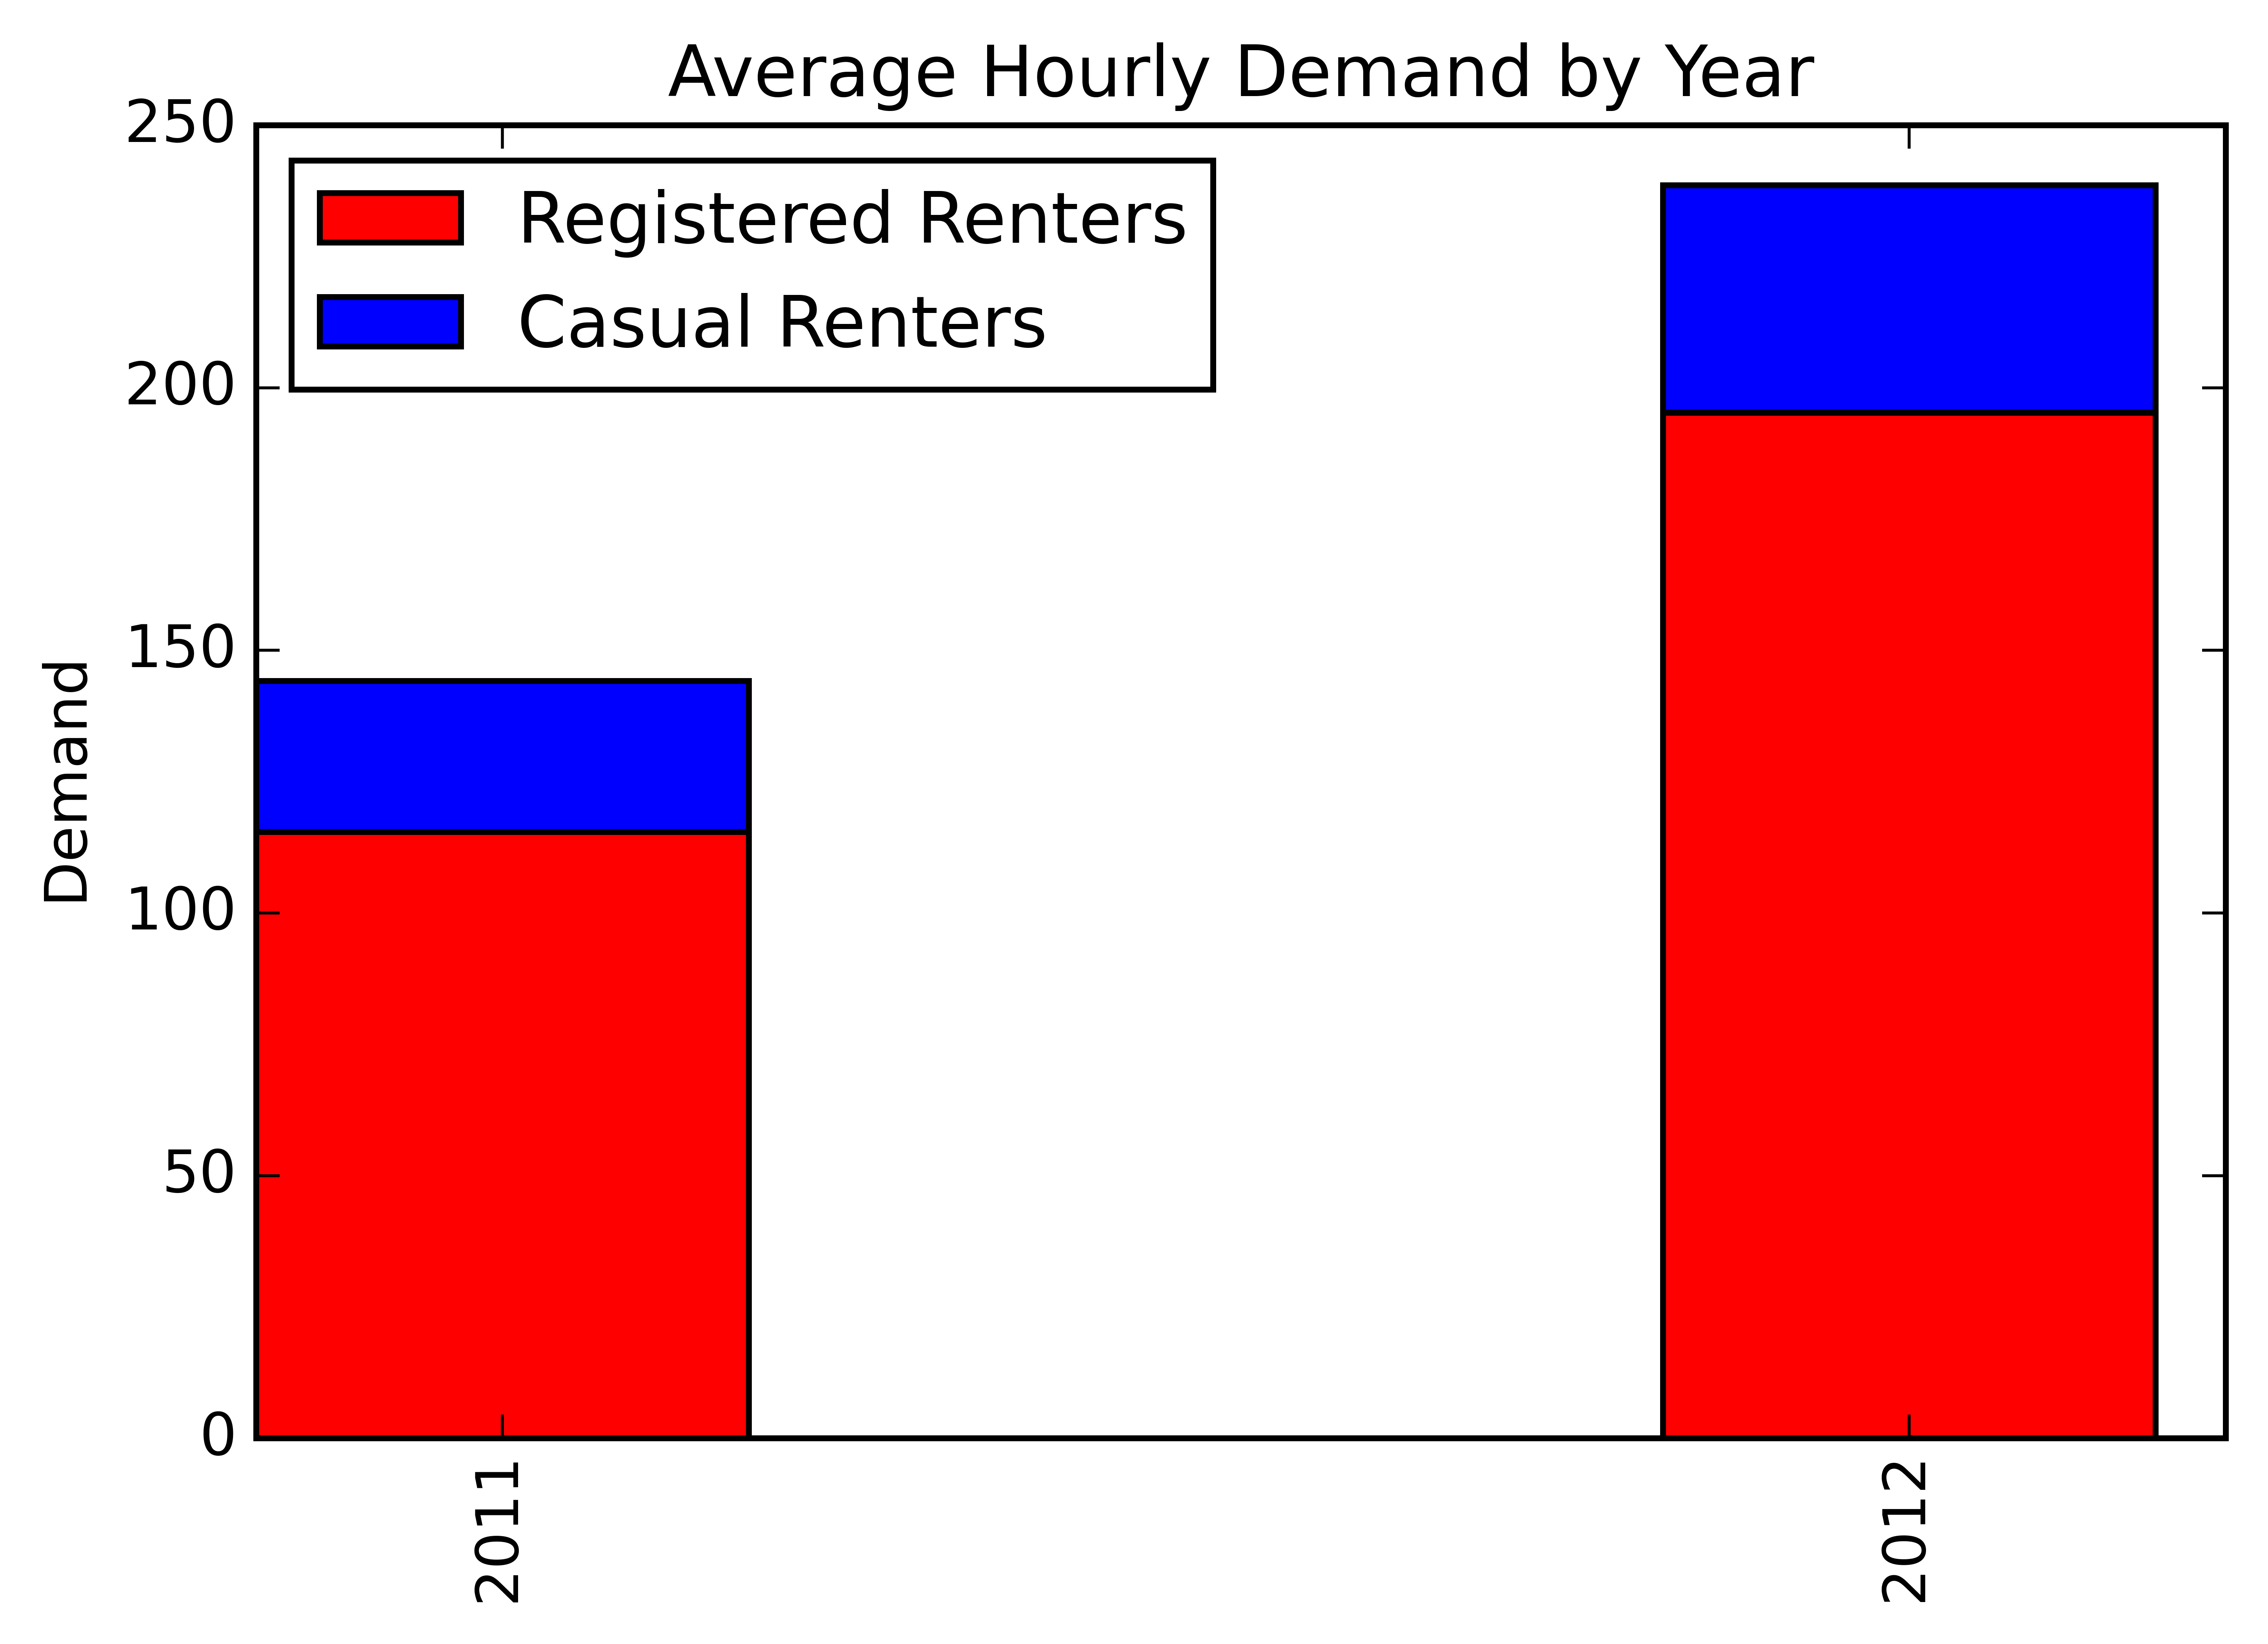 Average Hourly Demand by Year
250
Registered Renters
Casual Renters
200
150
Demand
100
50
0
2011
2012